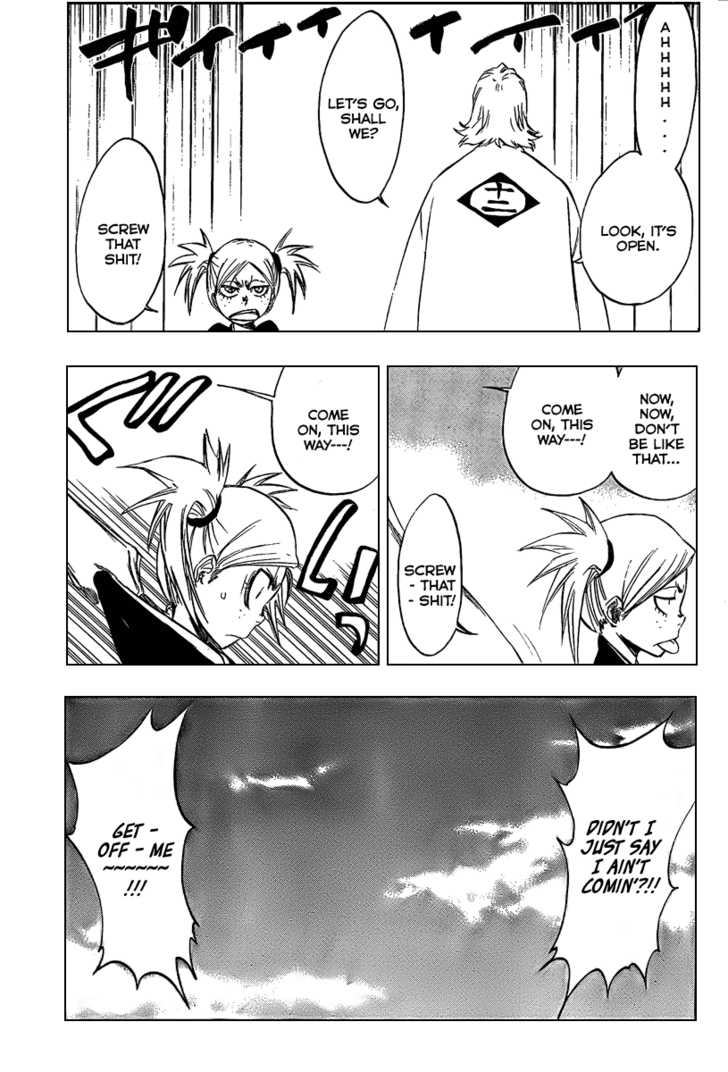 AHHHHH....
LOOK, IT'S
OPEN.
ギィイイイイイ
LET'S GO,
SHALL
WE?
十二
SCREW
THAT
SHIT!
NOW,
NOW,
DON'T
BE LIKE
THAT...
COME
ON, THIS
WAY---!
SCREW
- THAT
- SHIT!
COME
ON, THIS
WAY---!
DIDN'T I
JUST SAY
I AIN'T
COMIN'?!!
GET -
OFF - ME
~~~~~~
!!!